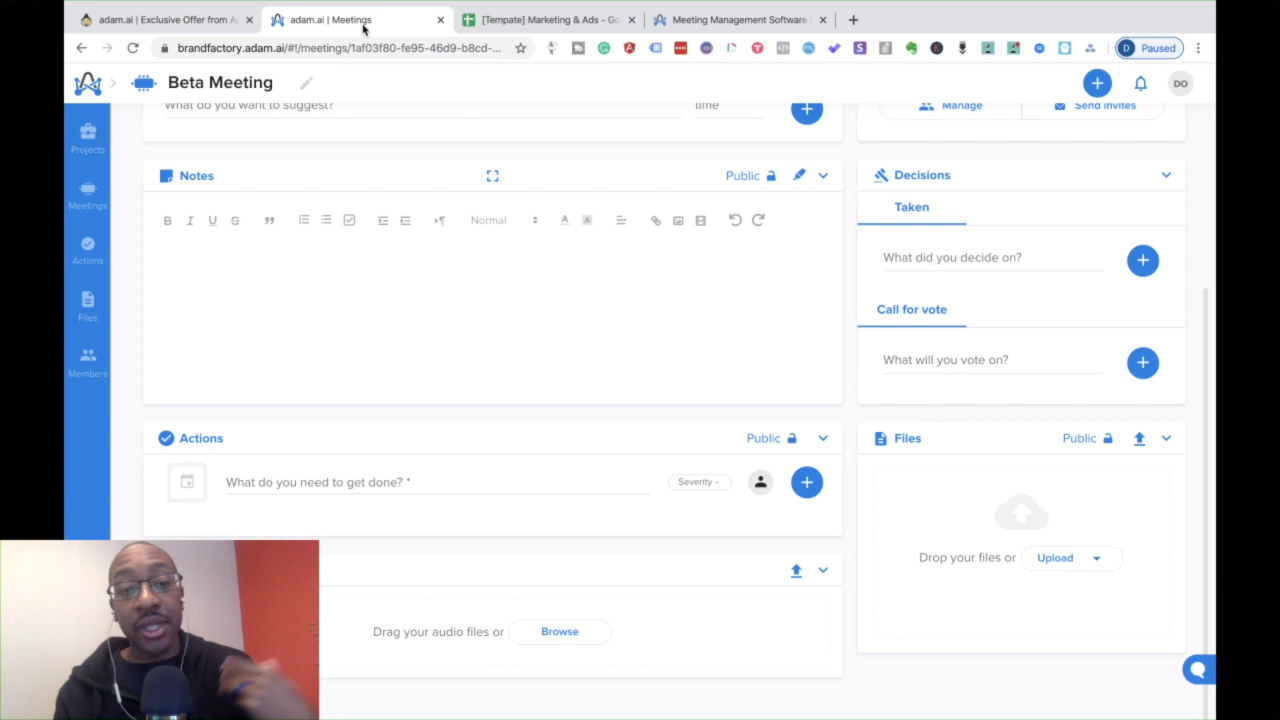 adam.ai | Exclusive Offer from A
adam.ai | Meetings
[Tempate] Marketing & Ads - Go
Meeting Management Software
brandfactory.adam.ai/#!/meetings/1af03f80-fe95-46d9-b8cd-...
D Paused
Beta Meeting
DO
What do you want to suggest?
time
Manage
Send Invites
Projects
Meetings
Actions
Files
Members
Notes
Public
B I U S
Normal
A A
Decisions
Taken
What did you decide on?
Call for vote
What will you vote on?
Actions
Public
What do you need to get done? *
Severity -
Files
Public
Drop your files or Upload
Drag your audio files or Browse